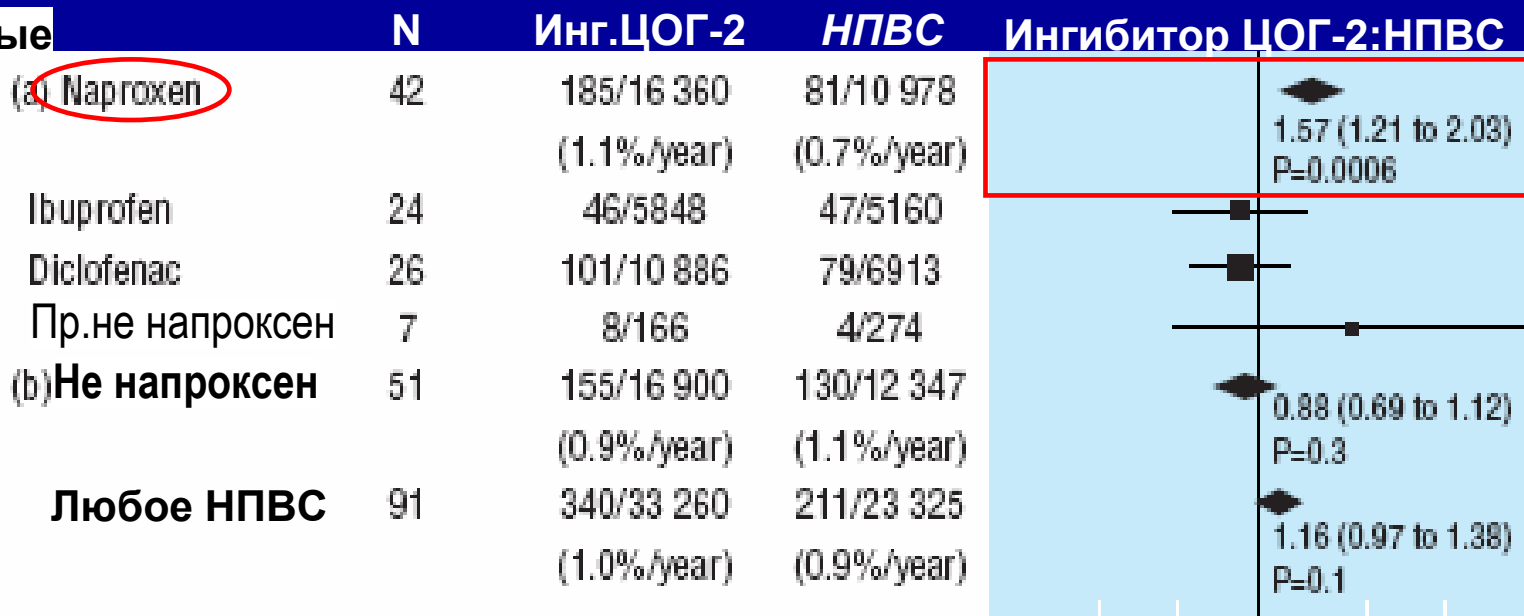 ые N Инг.ЦОГ-2 НПВС Ингибитор ЦОГ-2:НПВС
(a) Naproxen 42 185/16 360 81/10 978
1.57 (1.21 to 2.03)
(1.1%/year) (0.7%/year)
P=0.0006
Ibuprofen 24 46/5848 47/5160
Diclofenac 26 101/10 886 79/6913
Пр.не напроксен 7 8/166 4/274
(b)Не напроксен 51 155/16 900 130/12 347
0.88 (0.69 to 1.12)
(0.9%/year) (1.1%/year)
P=0.3
Любое НПВС 91 340/33 260 211/23 325
1.16 (0.97 to 1.38)
(1.0%/year) (0.9%/year)
P=0.1